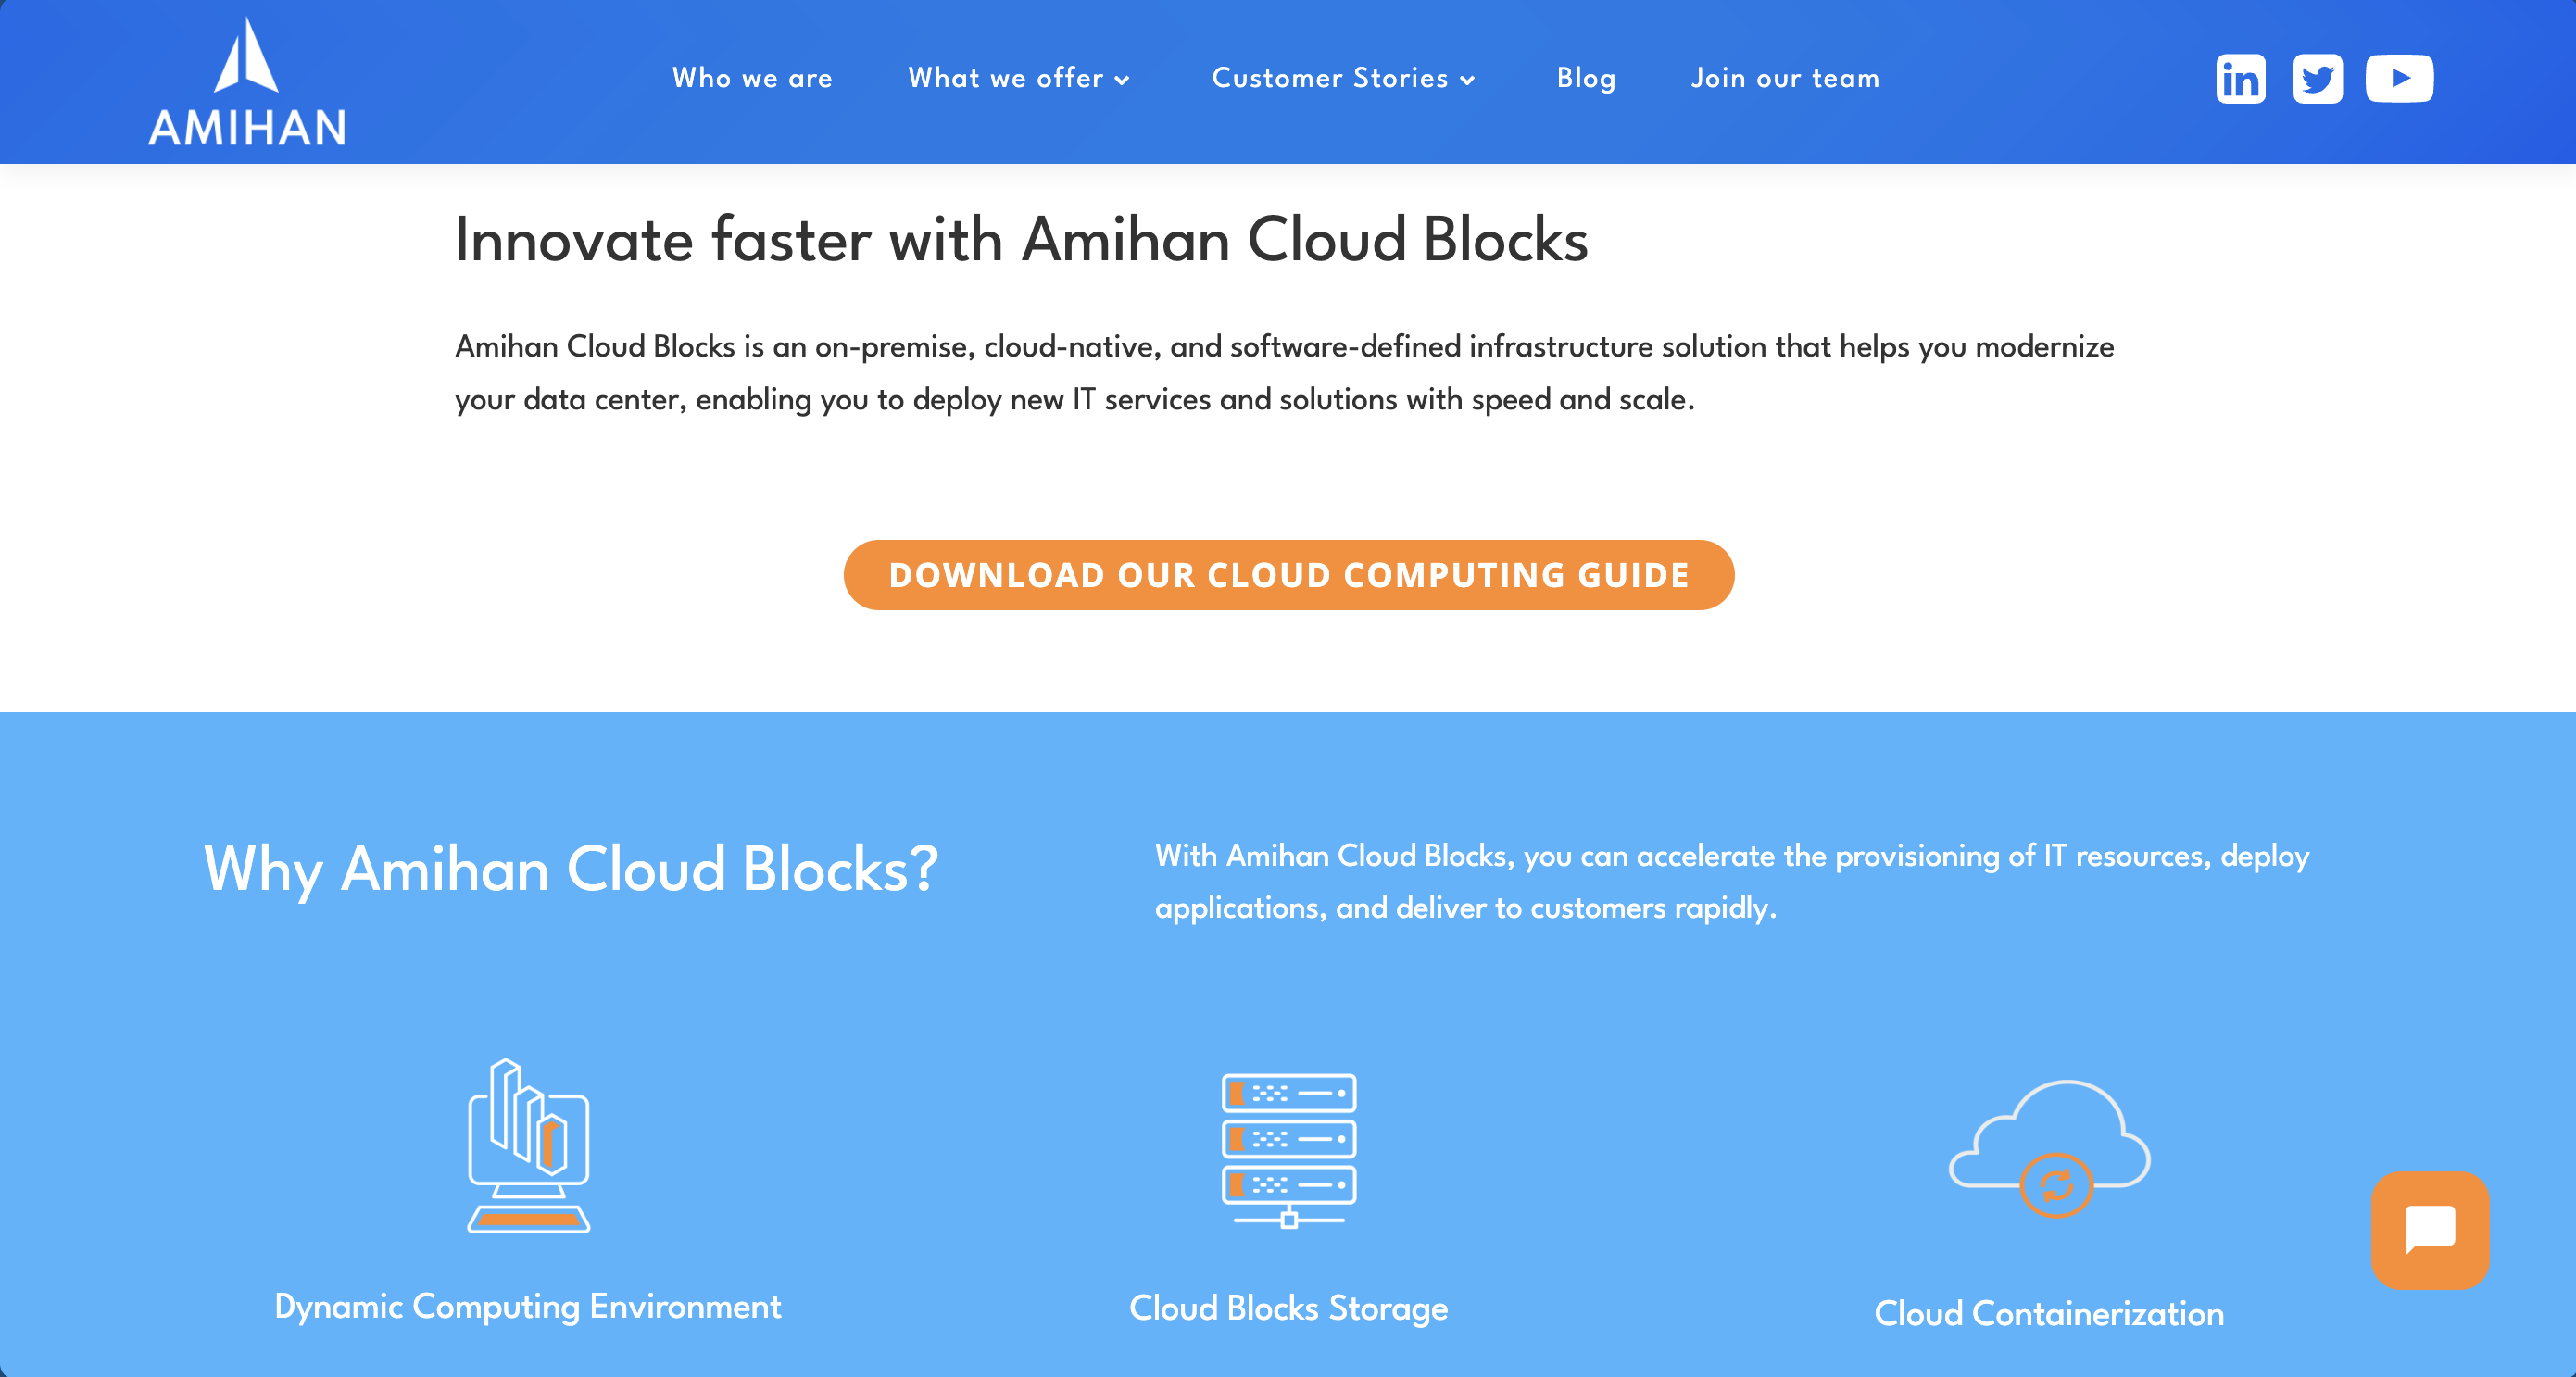 AMIHAN
Who we are
What we offer
Customer Stories
Blog
Join our team
Innovate faster with Amihan Cloud Blocks
Amihan Cloud Blocks is an on-premise, cloud-native, and software-defined infrastructure solution that helps you modernize
your data center, enabling you to deploy new IT services and solutions with speed and scale.
DOWNLOAD OUR CLOUD COMPUTING GUIDE
Why Amihan Cloud Blocks?
With Amihan Cloud Blocks, you can accelerate the provisioning of IT resources, deploy
applications, and deliver to customers rapidly.
Dynamic Computing Environment
Cloud Blocks Storage
Cloud Containerization